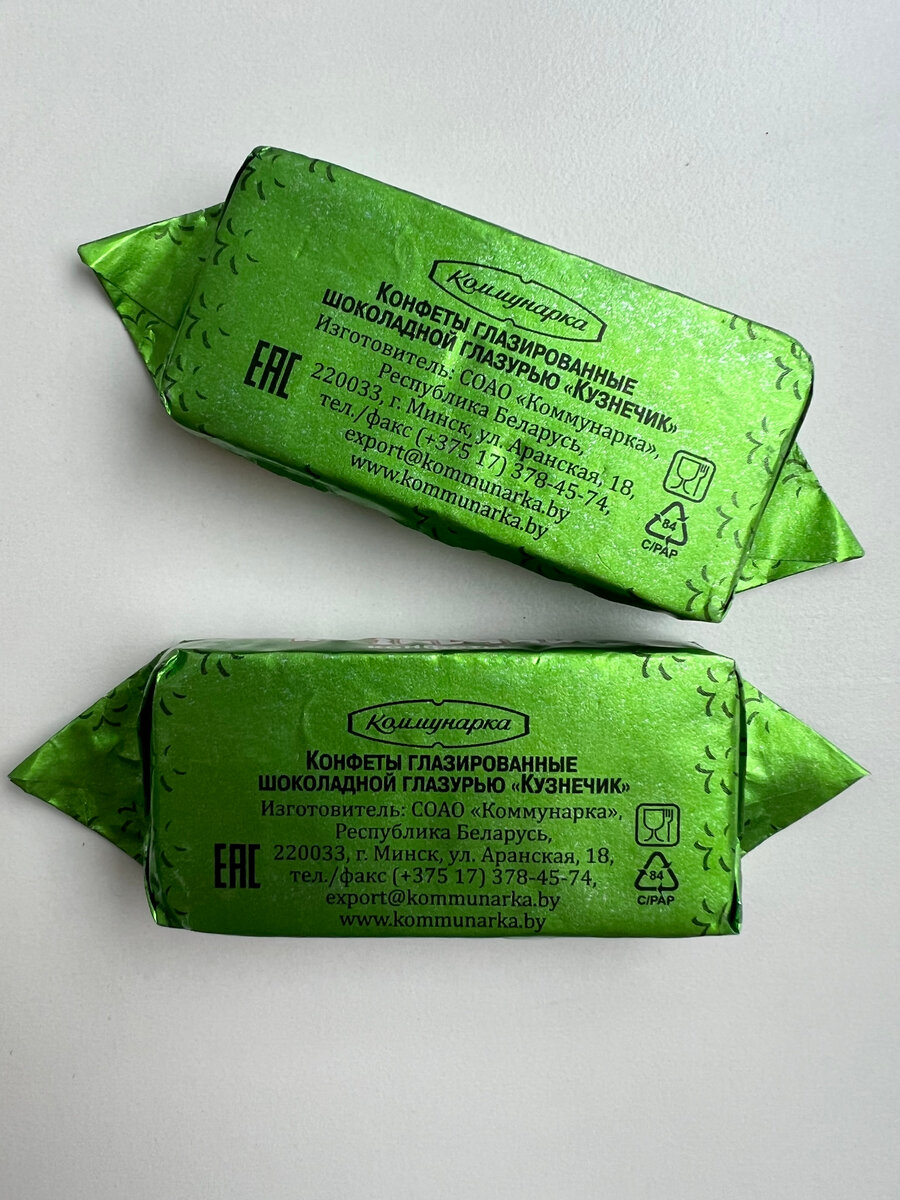 Коммунарка
Конфеты глазированные
шоколадной глазурью «Кузнечик»
Изготовитель: СОАО «Коммунарка»,
Республика Беларусь,
220033, г. Минск, ул. Аранская, 18,
тел./факс (+375 17) 378-45-74,
export@kommunarka.by
www.kommunarka.by
EAC
84
C/PAP
Коммунарка
Конфеты глазированные
шоколадной глазурью «Кузнечик»
Изготовитель: СОАО «Коммунарка»,
Республика Беларусь,
220033, г. Минск, ул. Аранская, 18,
тел./факс (+375 17) 378-45-74,
export@kommunarka.by
www.kommunarka.by
EAC
84
C/PAP